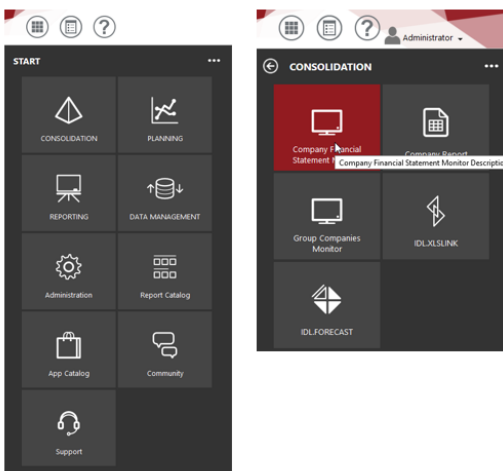 ?
START
...
CONSOLIDATION
PLANNING
REPORTING
DATA MANAGEMENT
Administration
Report Catalog
App Catalog
Community
Support
?
Administrator
CONSOLIDATION
...
Company Financial
Statement
Company Report
Company Financial Statement Monitor Descriptio
Group Companies
Monitor
IDL.XLSLINK
IDL.FORECAST